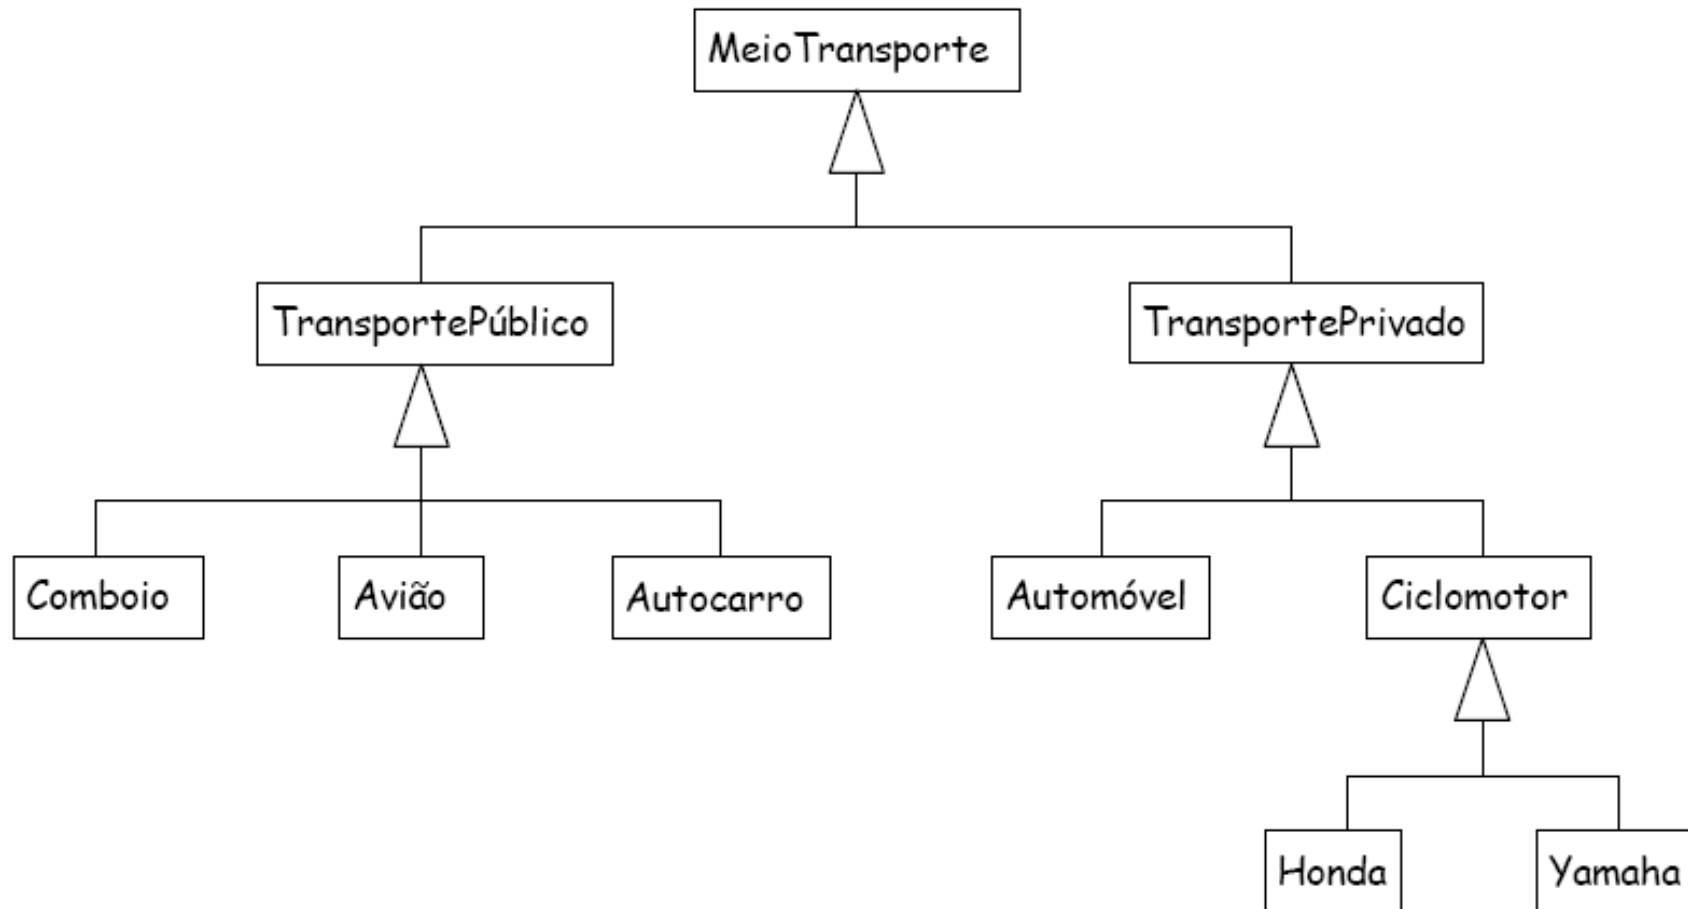 MeioTransporte
TransportePúblico
TransportePrivado
Comboio
Avião
Autocarro
Automóvel
Ciclomotor
Honda
Yamaha